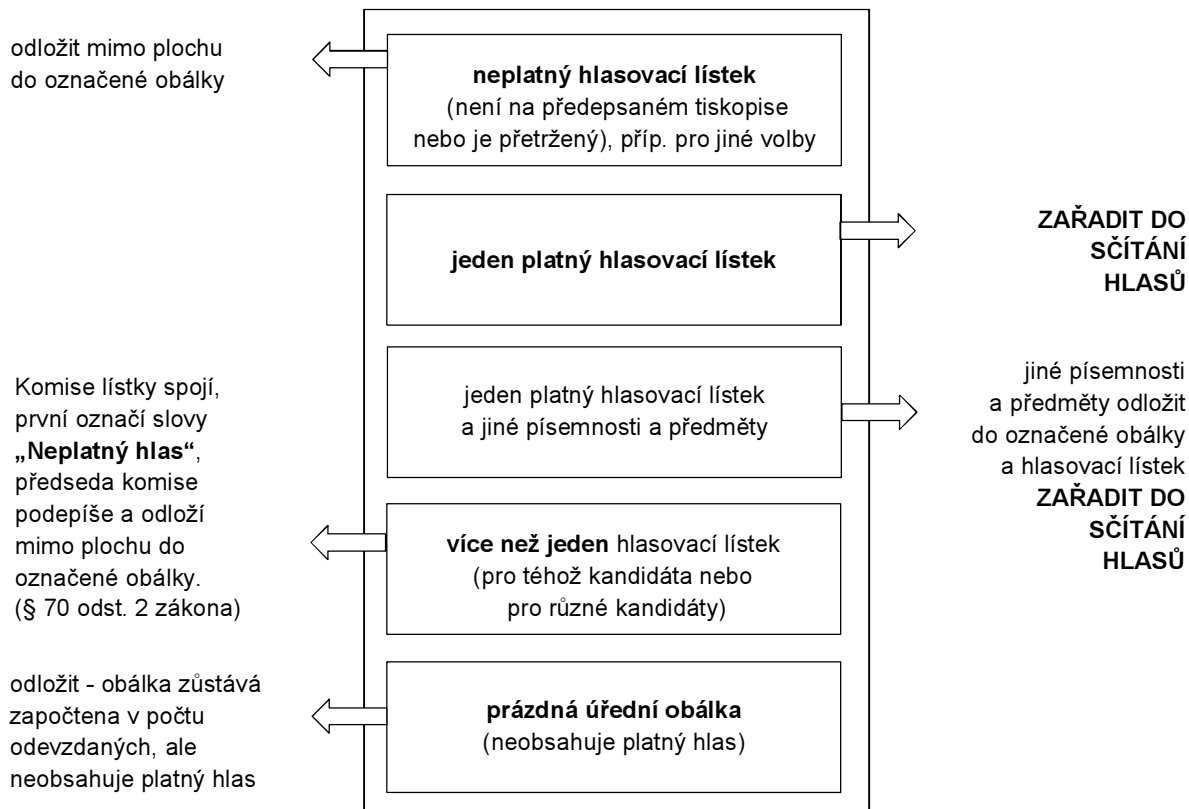 odložit mimo plochu
do označené obálky
neplatný hlasovací lístek
(není na předepsaném tiskopise
nebo je přetržený), příp. pro jiné volby
jeden platný hlasovací lístek
ZAŘADIT DO
SČÍTÁNÍ
HLASŮ
jeden platný hlasovací lístek
a jiné písemnosti a předměty
jiné písemnosti
a předměty odložit
do označené obálky
a hlasovací lístek
ZAŘADIT DO
SČÍTÁNÍ
HLASŮ
Komise lístky spojí,
první označí slovy
„Neplatný hlas“,
předseda komise
podepíše a odloží
mimo plochu do
označené obálky.
(§ 70 odst. 2 zákona)
více než jeden hlasovací lístek
(pro téhož kandidáta nebo
pro různé kandidáty)
odložit - obálka zůstává
započtena v počtu
odevzdaných, ale
neobsahuje platný hlas
prázdná úřední obálka
(neobsahuje platný hlas)